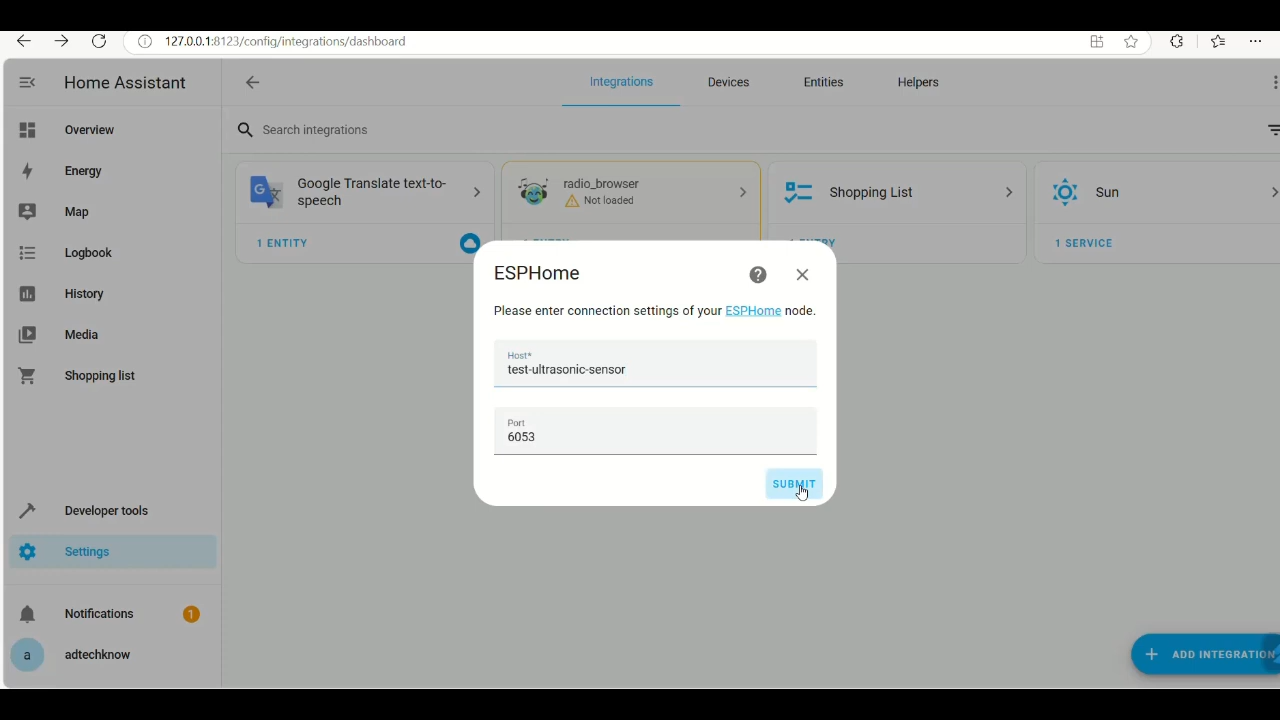 127.0.0.1:8123/config/integrations/dashboard
Home Assistant
Integrations
Devices
Entities
Helpers
Overview
Search integrations
Energy
Google Translate text-to-
speech
radio_browser
Not loaded
Shopping List
Sun
Map
1 ENTITY
1 SERVICE
Logbook
History
Media
Shopping list
ESPHome
Please enter connection settings of your ESPHome node.
Host*
test-ultrasonic-sensor
Port
6053
SUBMIT
Developer tools
Settings
Notifications
1
a
adtechknow
ADD INTEGRATION